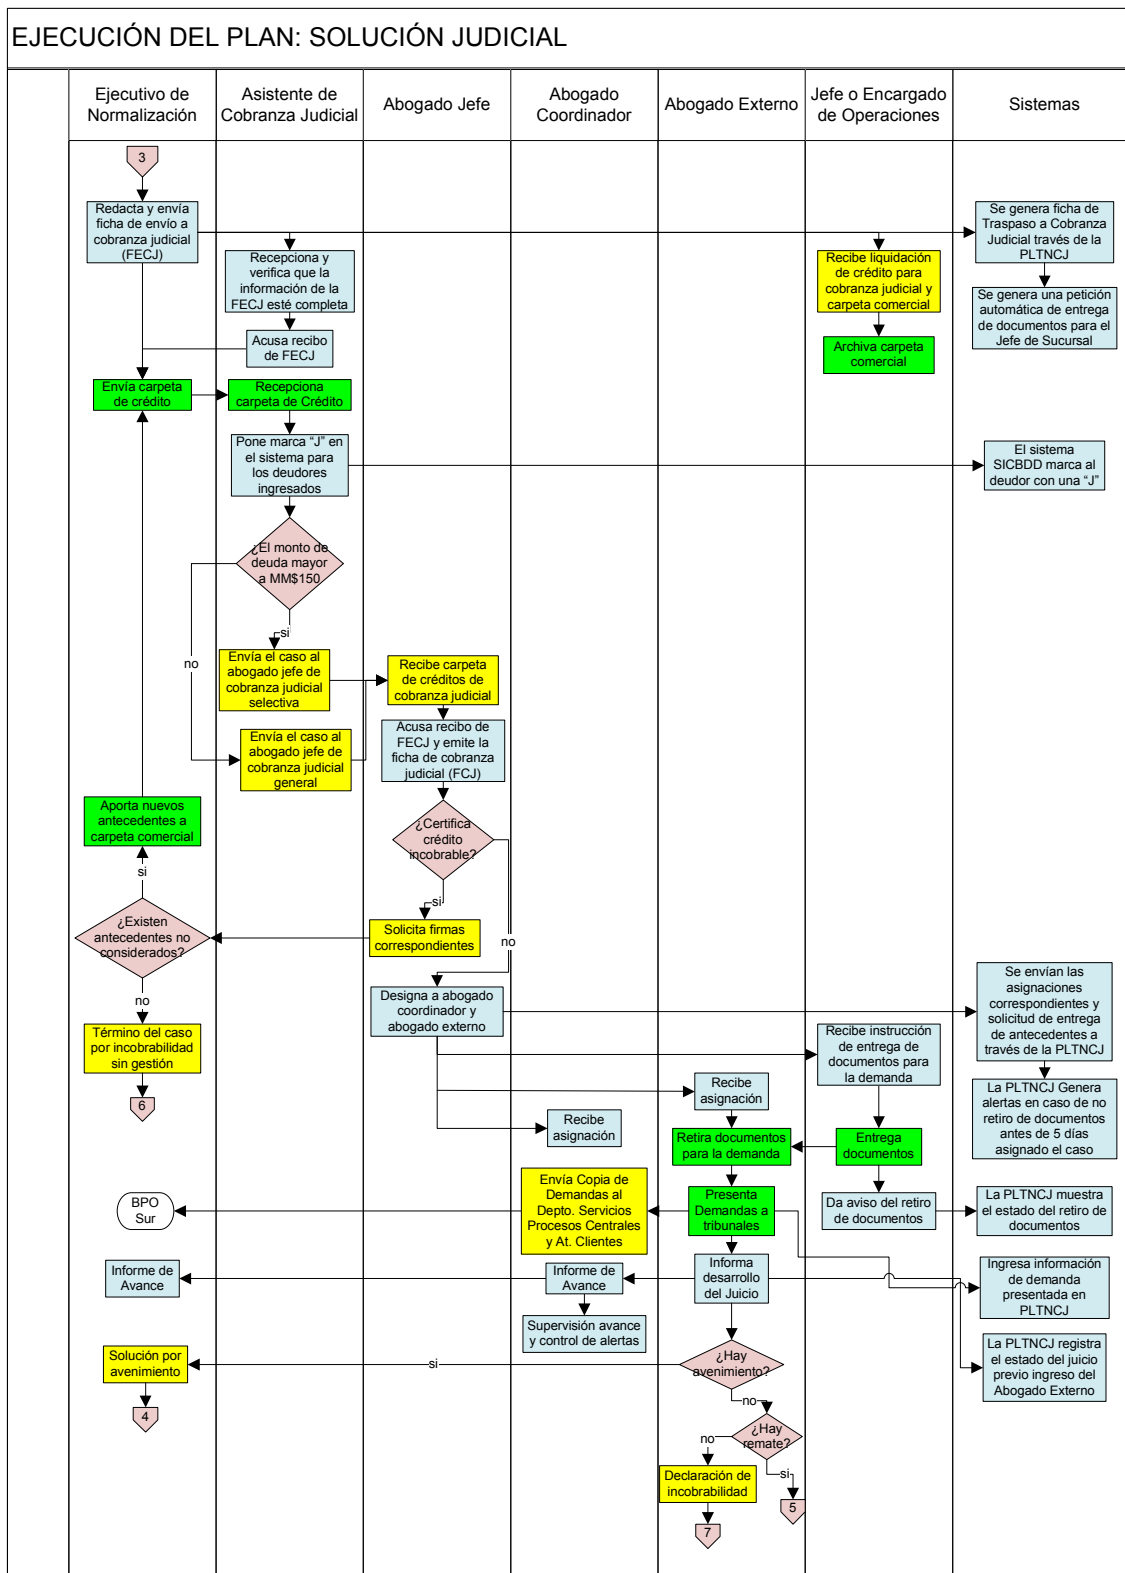 EJECUCIÓN DEL PLAN: SOLUCIÓN JUDICIAL
Ejecutivo de
Normalización
Asistente de
Cobranza Judicial
Abogado Jefe
Abogado
Coordinador
Abogado Externo
Jefe o Encargado
de Operaciones
Sistemas
3
Redacta y envía
ficha de envío a
cobranza judicial
(FECJ)
Se genera ficha de
Traspaso a Cobranza
Judicial través de la
PLTNCJ
Recepciona y
verifica que la
información de la
FECJ esté completa
Recibe liquidación
de crédito para
cobranza judicial y
carpeta comercial
Se genera una petición
automática de entrega
de documentos para el
Jefe de Sucursal
Acusa recibo
de FECJ
Archiva carpeta
comercial
Envía carpeta
de crédito
Recepciona
carpeta de Crédito
Pone marca “J” en
el sistema para
los deudores
ingresados
El sistema
SICBDD marca al
deudor con una “J”
¿El monto de
deuda mayor
a MM$150
si
no
Envía el caso al
abogado jefe de
cobranza judicial
selectiva
Recibe carpeta
de créditos de
cobranza judicial
Envía el caso al
abogado jefe de
cobranza judicial
general
Acusa recibo de
FECJ y emite la
ficha de cobranza
judicial (FCJ)
Aporta nuevos
antecedentes a
carpeta comercial
¿Certifica
crédito
incobrable?
si
si
no
¿Existen
antecedentes no
considerados?
Solicita firmas
correspondientes
no
Designa a abogado
coordinador y
abogado externo
Se envían las
asignaciones
correspondientes y
solicitud de entrega
de antecedentes a
través de la PLTNCJ
Término del caso
por incobrabilidad
sin gestión
Recibe instrucción
de entrega de
documentos para
la demanda
6
Recibe
asignación
Recibe
asignación
La PLTNCJ Genera
alertas en caso de no
retiro de documentos
antes de 5 días
asignado el caso
Retira documentos
para la demanda
Entrega
documentos
BPO
Sur
Envía Copia de
Demandas al
Depto. Servicios
Procesos Centrales
y At. Clientes
Presenta
Demandas a
tribunales
Da aviso del retiro
de documentos
La PLTNCJ muestra
el estado del retiro de
documentos
Informe de
Avance
Informe de
Avance
Informa
desarrollo
del Juicio
Ingresa información
de demanda
presentada en
PLTNCJ
Supervisión avance
y control de alertas
Solución por
avenimiento
si
¿Hay
avenimiento?
La PLTNCJ registra
el estado del juicio
previo ingreso del
Abogado Externo
4
no
¿Hay
remate?
no
si
Declaración de
incobrabilidad
5
7